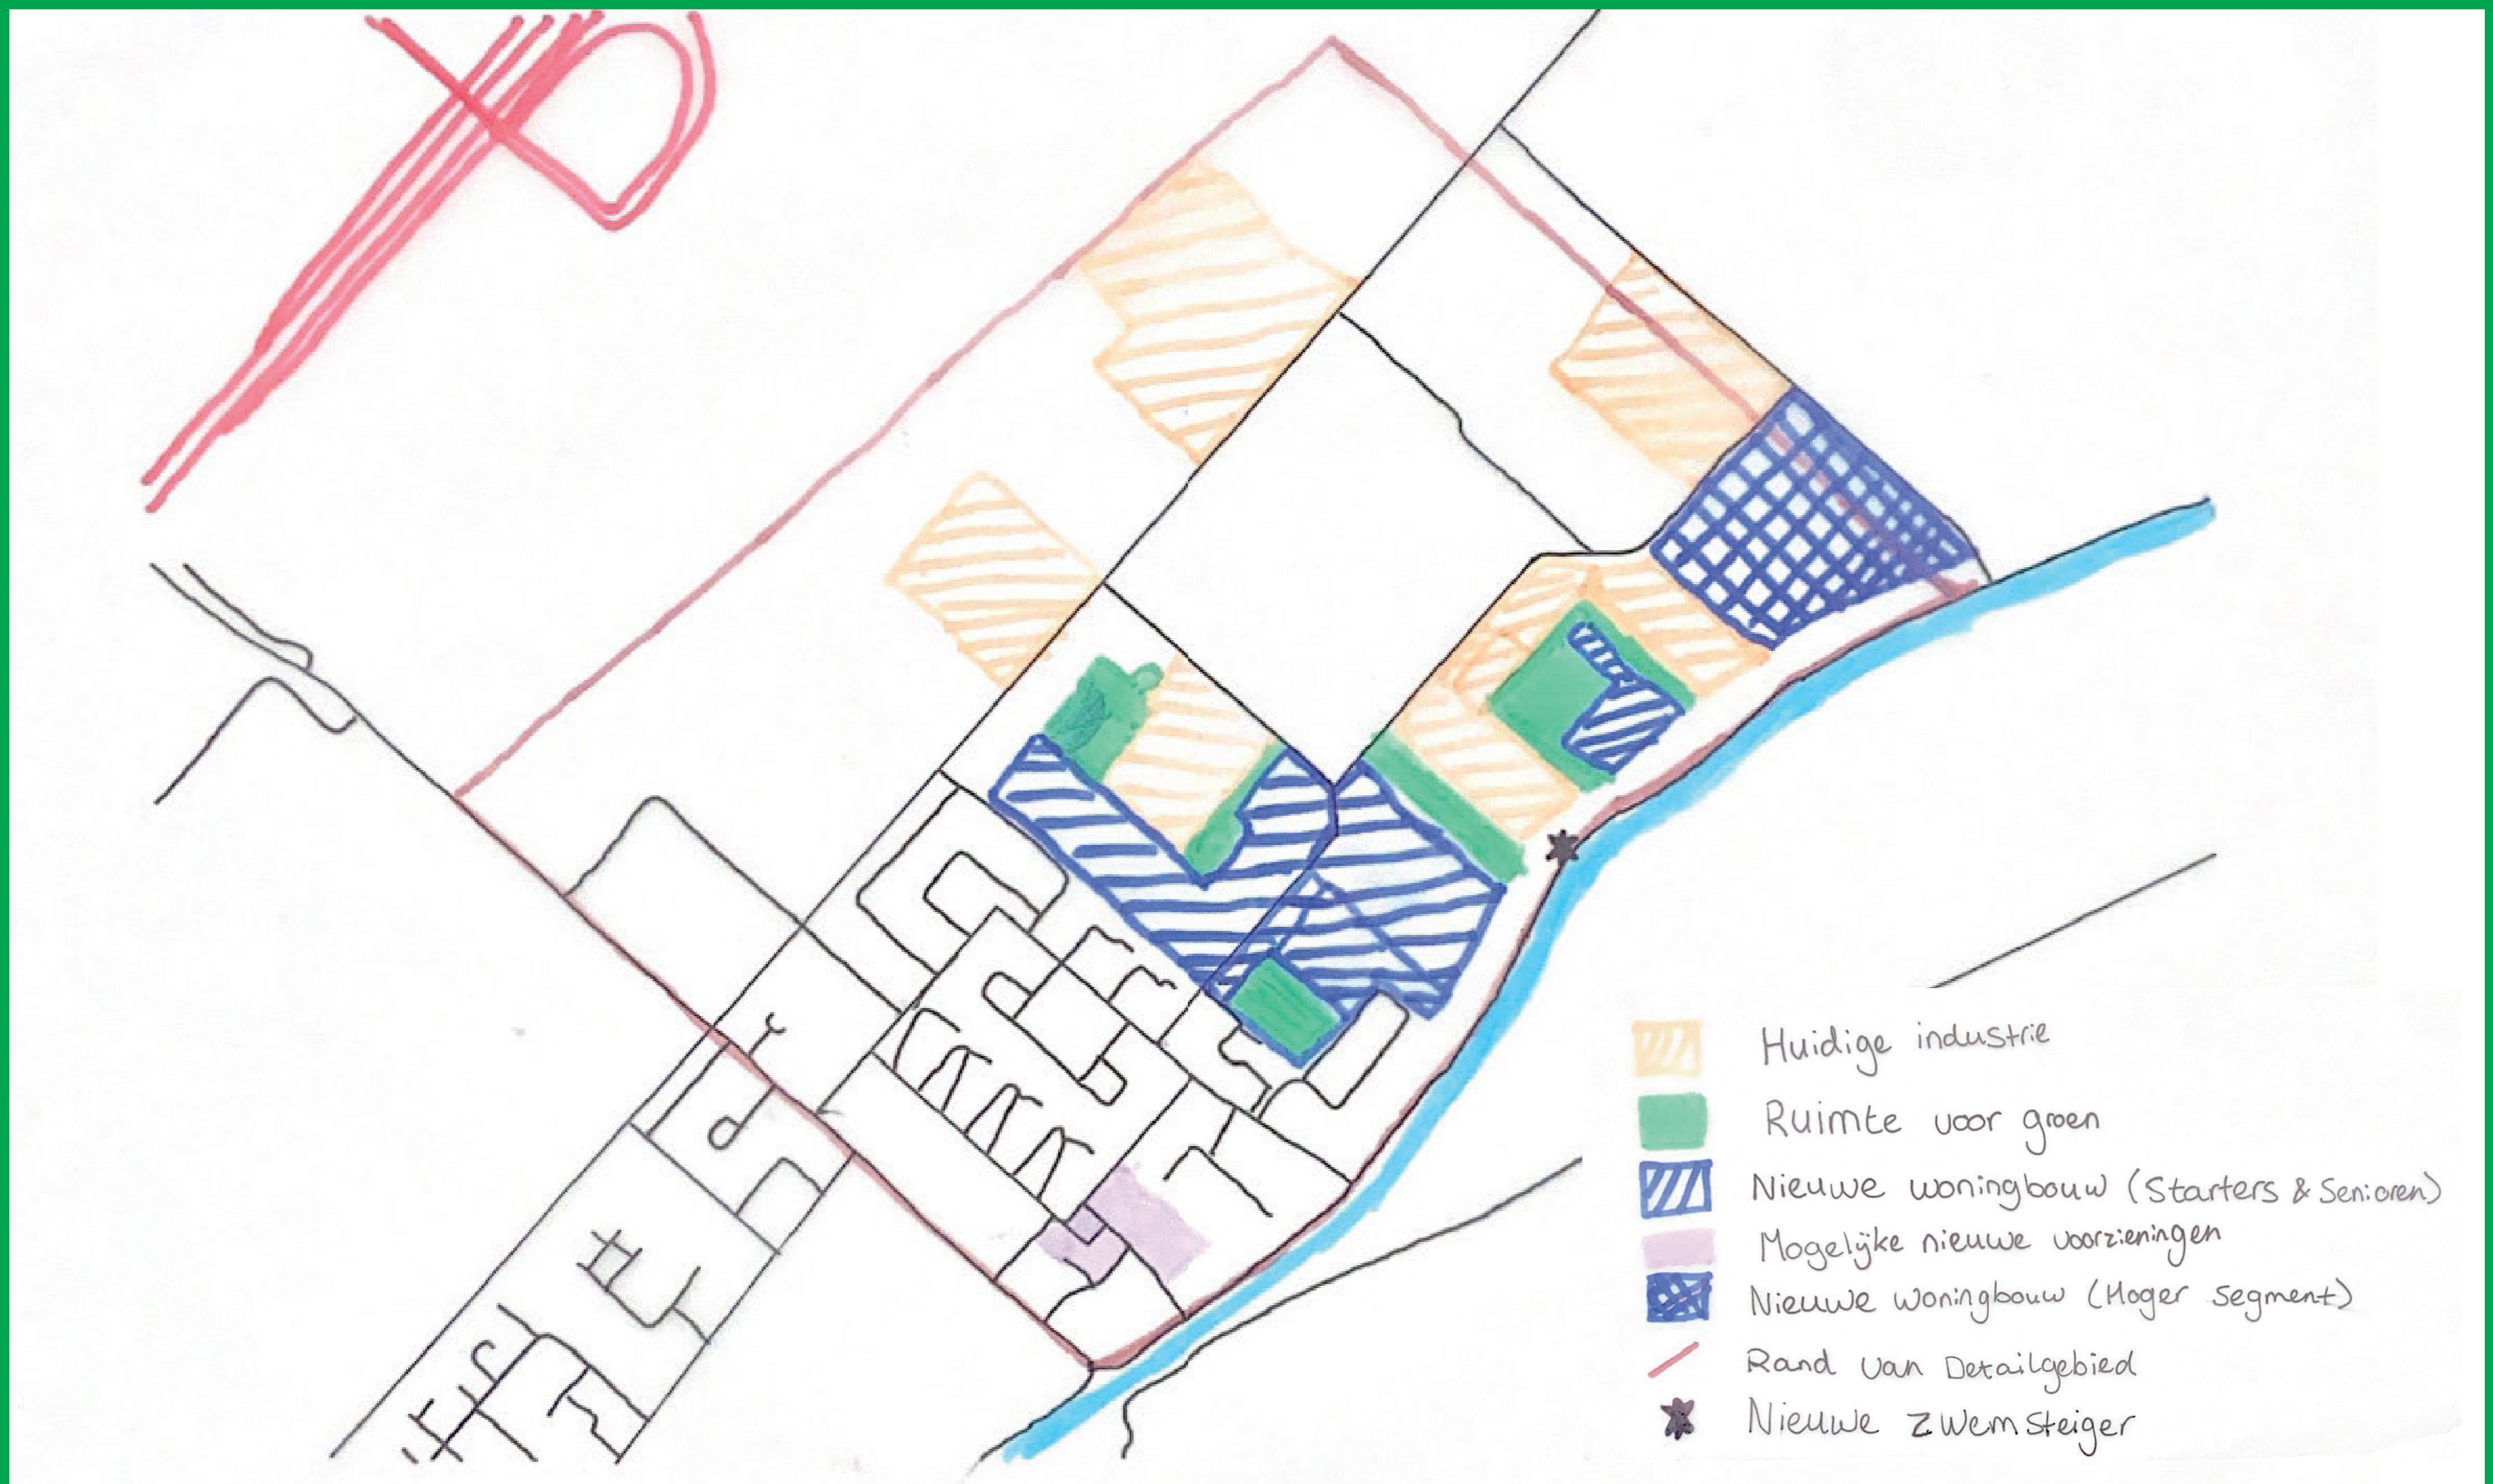 Huidige industrie
Ruimte voor groen
Nieuwe woningbouw (Starters & Senioren)
Mogelijke nieuwe voorzieningen
Nieuwe woningbouw (Hoger segment)
Rand van Detailgebied
Nieuwe zwemsteiger